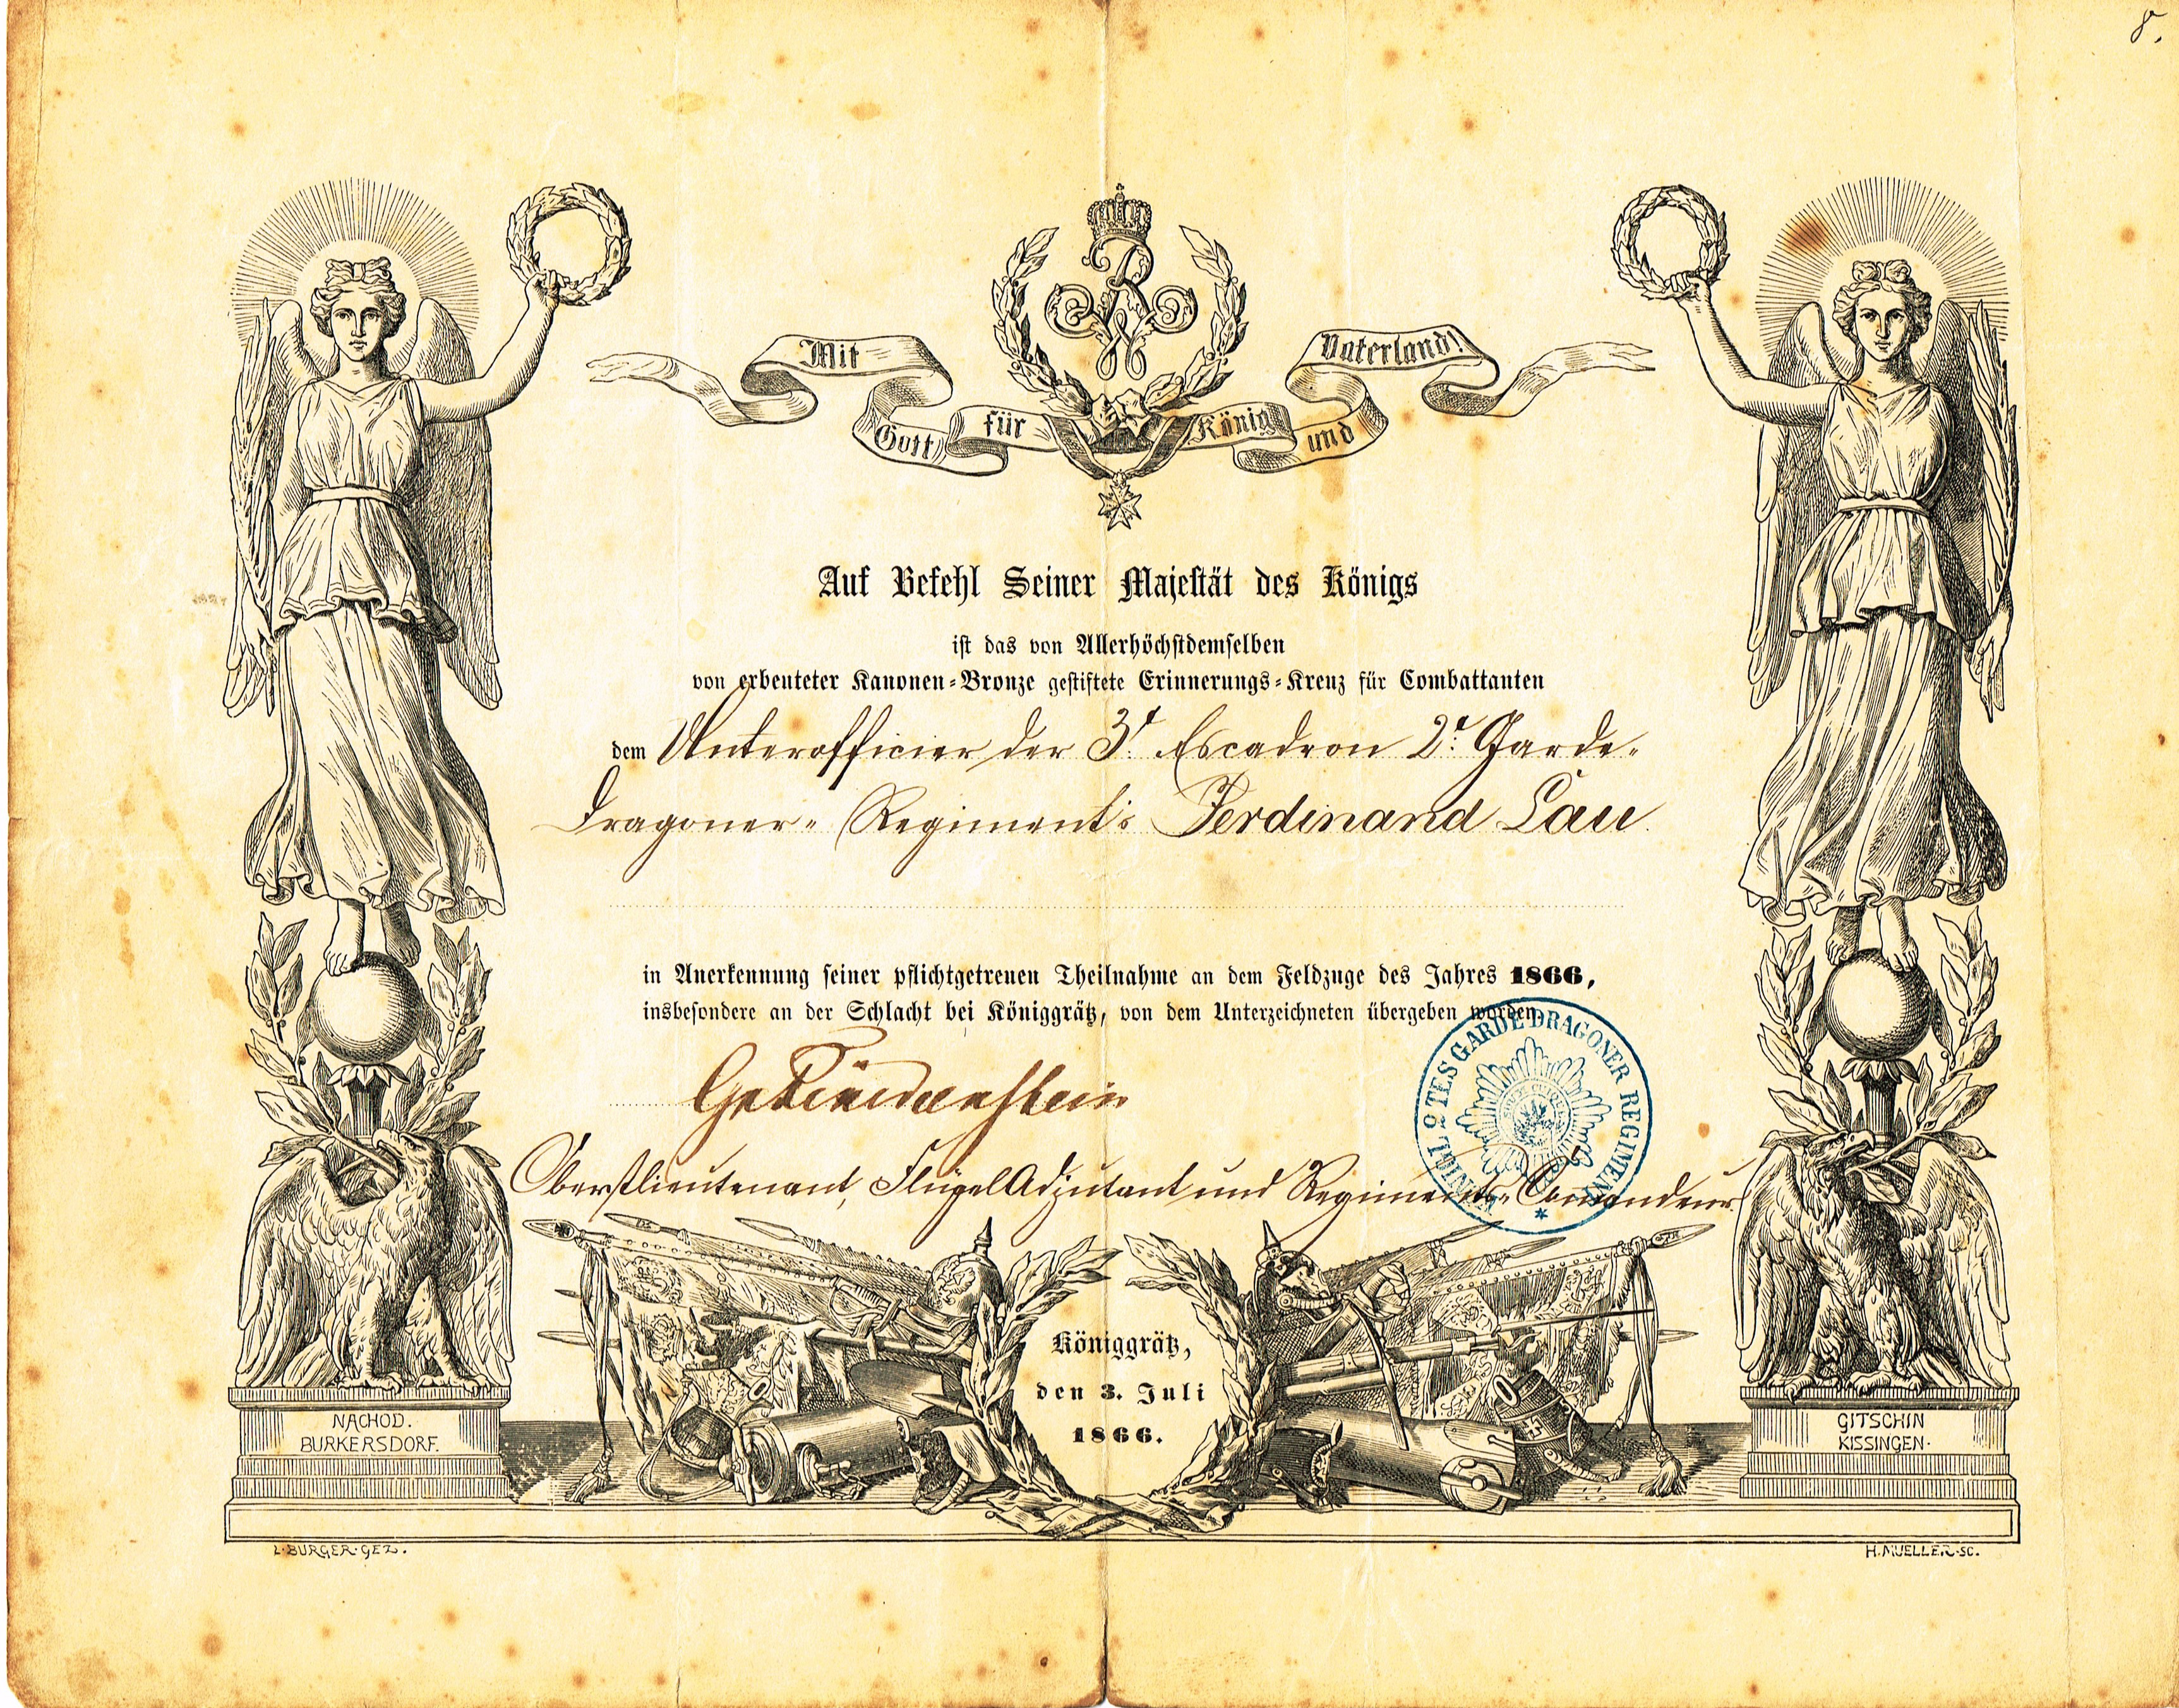 8.
Mit Gott für König und Vaterland!
Auf Befehl Seiner Majestät des Königs
ist das von Allerhöchstdemselben
von erbeuteter Kanonen-Bronze gestiftete Erinnerungs-Kreuz für Combattanten
dem Unterofficier der 3t. Escadron 2t. Garde-
Dragoner-Regiments Ferdinand Lau.
in Anerkennung seiner pflichtgetreuen Theilnahme an dem Feldzuge des Jahres 1866,
insbesondere an der Schlacht bei Königgrätz, von dem Unterzeichneten übergeben worden.
KOENIGL 2TES GARDE DRAGONER REGIMENT
Oberstlieutenant, FlügelAdjutant und Regiments-Comandeur
Königgrätz,
den 3. Juli
1866.
NACHOD.
BURKERSDORF.
GITSCHIN
KISSINGEN.
L. BURGER. GEZ.
H. MUELLER. SC.